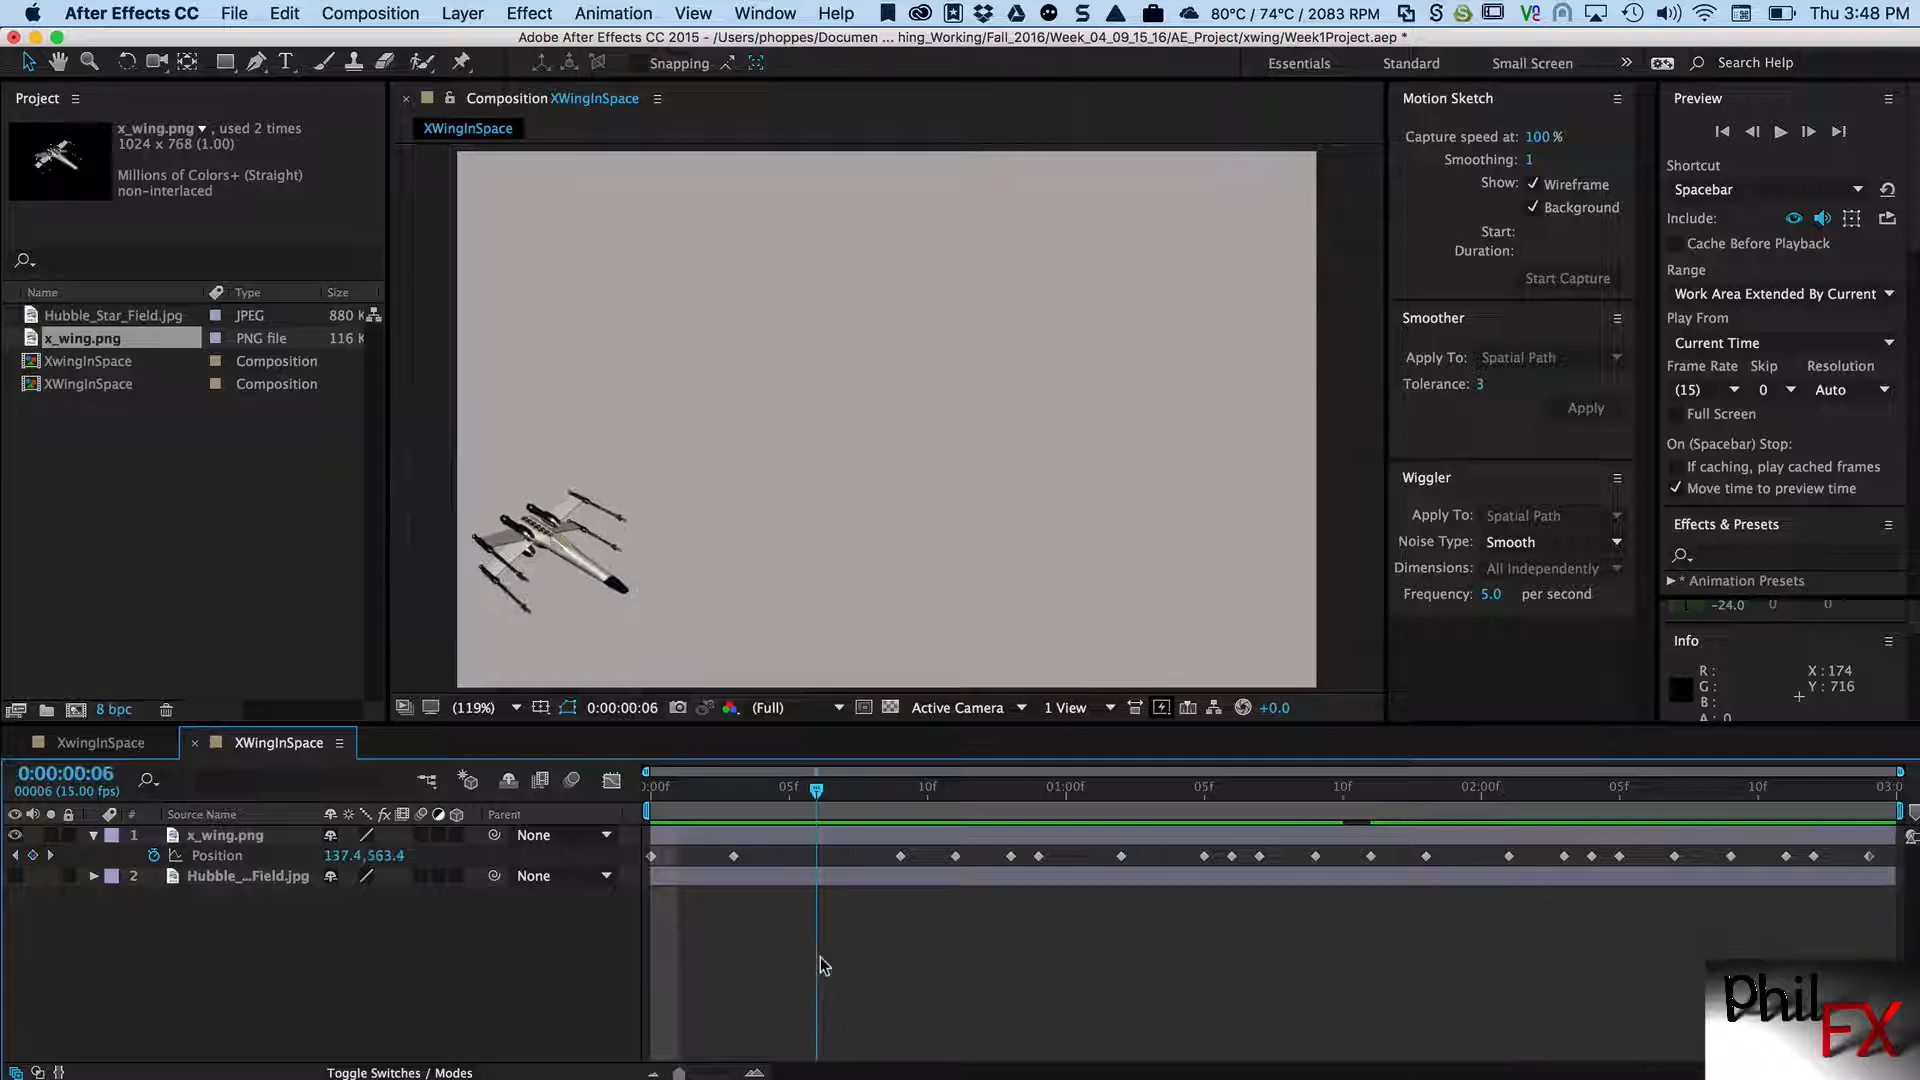 After Effects CC File Edit Composition Layer Effect Animation View Window Help 80°C / 74°C / 2083 RPM Thu 3:48 PM
Adobe After Effects CC 2015 - /Users/phoppes/Documen ... hing_Working/Fall_2016/Week_04_09_15_16/AE_Project/xwing/Week1Project.aep *
Snapping Essentials Standard Small Screen Search Help
Project
x_wing.png , used 2 times
1024 x 768 (1.00)
Millions of Colors+ (Straight)
non-interlaced
Name Type Size
Hubble_Star_Field.jpg JPEG 880 K
x_wing.png PNG file 116 K
XwingInSpace Composition
XWingInSpace Composition
8 bpc
Composition XWingInSpace
XWingInSpace
(119%) 0:00:00:06 (Full) Active Camera 1 View +0.0
Motion Sketch
Capture speed at: 100 %
Smoothing: 1
Show: Wireframe
Background
Start:
Duration:
Start Capture
Smoother
Apply To: Spatial Path
Tolerance: 3
Apply
Wiggler
Apply To: Spatial Path
Noise Type: Smooth
Dimensions: All Independently
Frequency: 5.0 per second
Preview
Shortcut
Spacebar
Include:
Cache Before Playback
Range
Work Area Extended By Current
Play From
Current Time
Frame Rate Skip Resolution
(15) 0 Auto
Full Screen
On (Spacebar) Stop:
If caching, play cached frames
Move time to preview time
Effects & Presets
* Animation Presets
-24.0 0 0
Info
R : X : 174
G : Y : 716
B :
A : 0
XwingInSpace XWingInSpace
0:00:00:06
00006 (15.00 fps)
0:00f 05f 10f 01:00f 05f 10f 02:00f 05f 10f 03:0
# Source Name fx Parent
1 x_wing.png None
Position 137.4,563.4
2 Hubble_...Field.jpg None
Toggle Switches / Modes
Phil
FX